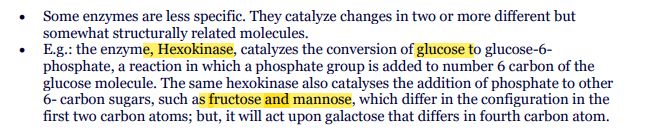 • Some enzymes are less specific. They catalyze changes in two or more different but
somewhat structurally related molecules.
• E.g.: the enzyme, Hexokinase, catalyzes the conversion of glucose to glucose-6-
phosphate, a reaction in which a phosphate group is added to number 6 carbon of the
glucose molecule. The same hexokinase also catalyses the addition of phosphate to other
6- carbon sugars, such as fructose and mannose, which differ in the configuration in the
first two carbon atoms; but, it will act upon galactose that differs in fourth carbon atom.